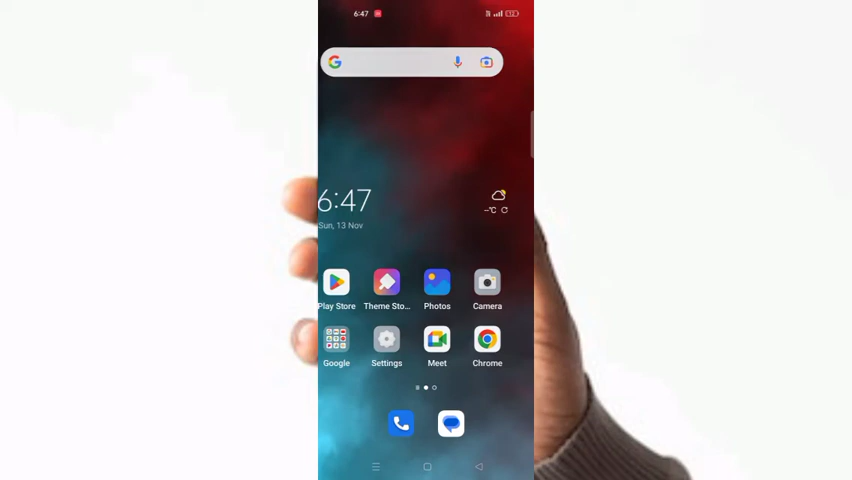 6:47
6:47
Sun, 13 Nov
–°C
Play Store
Theme Sto...
Photos
Camera
Google
Settings
Meet
Chrome